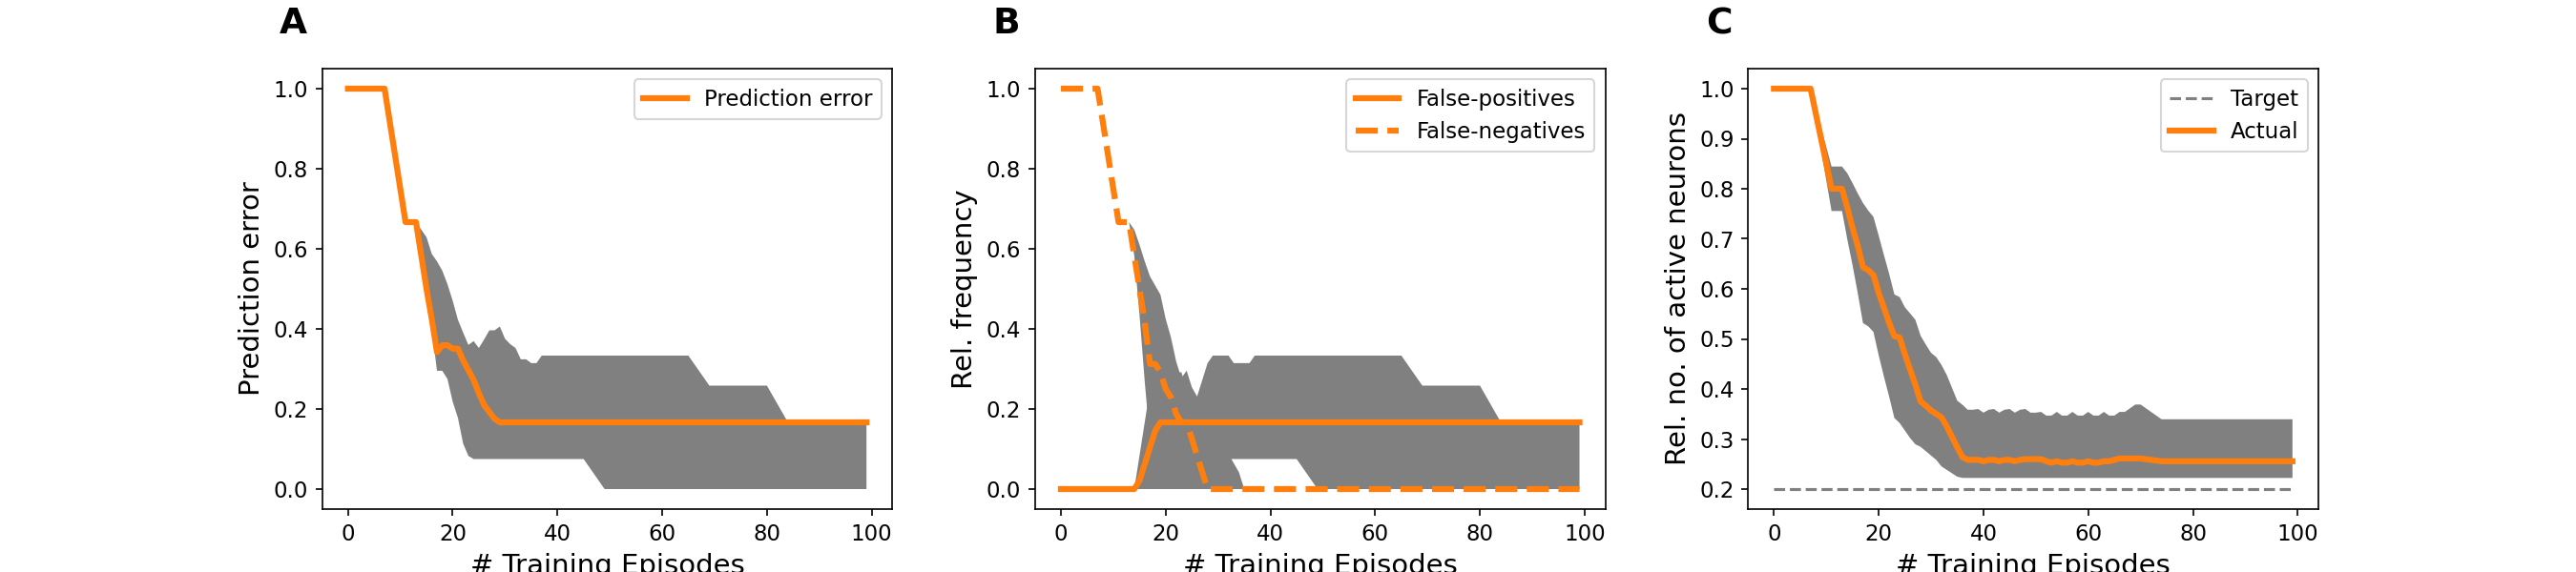 A
Prediction error
1.0
0.8
0.6
0.4
0.2
0.0
Prediction error
0 20 40 60 80 100
# Training Episodes
B
Rel. frequency
1.0
0.8
0.6
0.4
0.2
0.0
False-positives
False-negatives
0 20 40 60 80 100
# Training Episodes
C
Rel. no. of active neurons
1.0
0.9
0.8
0.7
0.6
0.5
0.4
0.3
0.2
Target
Actual
0 20 40 60 80 100
# Training Episodes